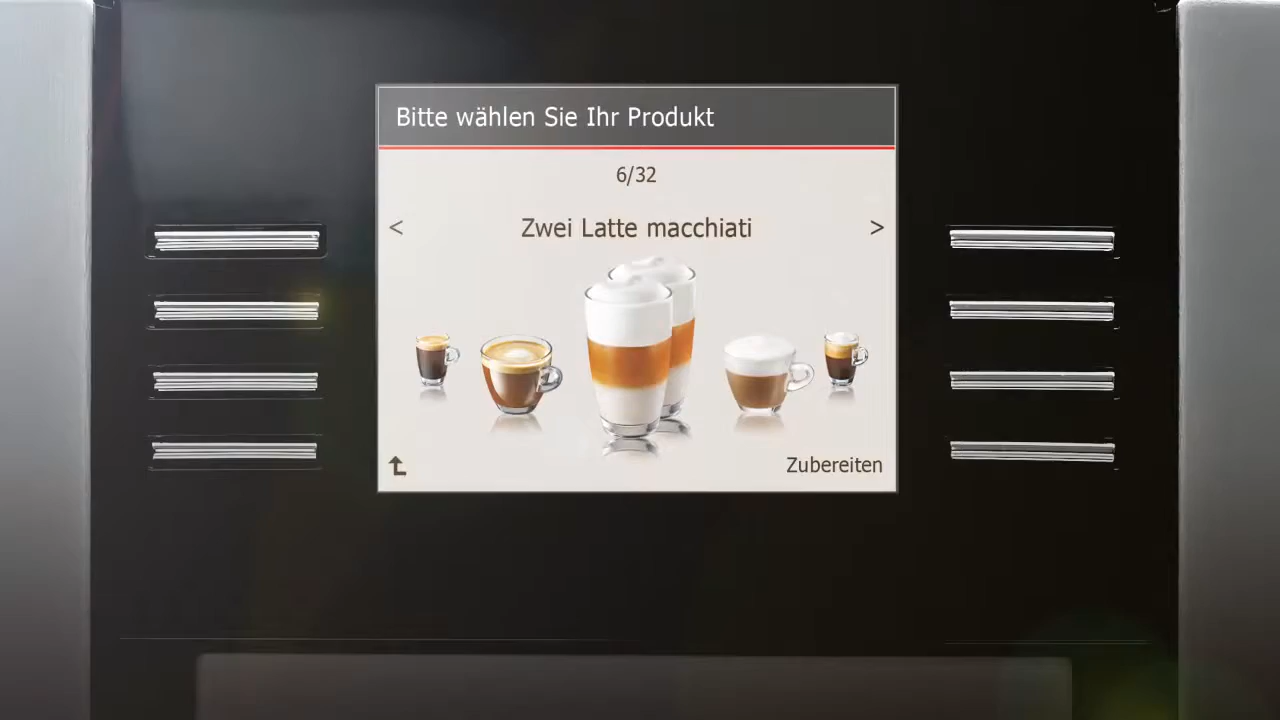 Bitte wählen Sie Ihr Produkt
6/32
< Zwei Latte macchiati >
Zubereiten